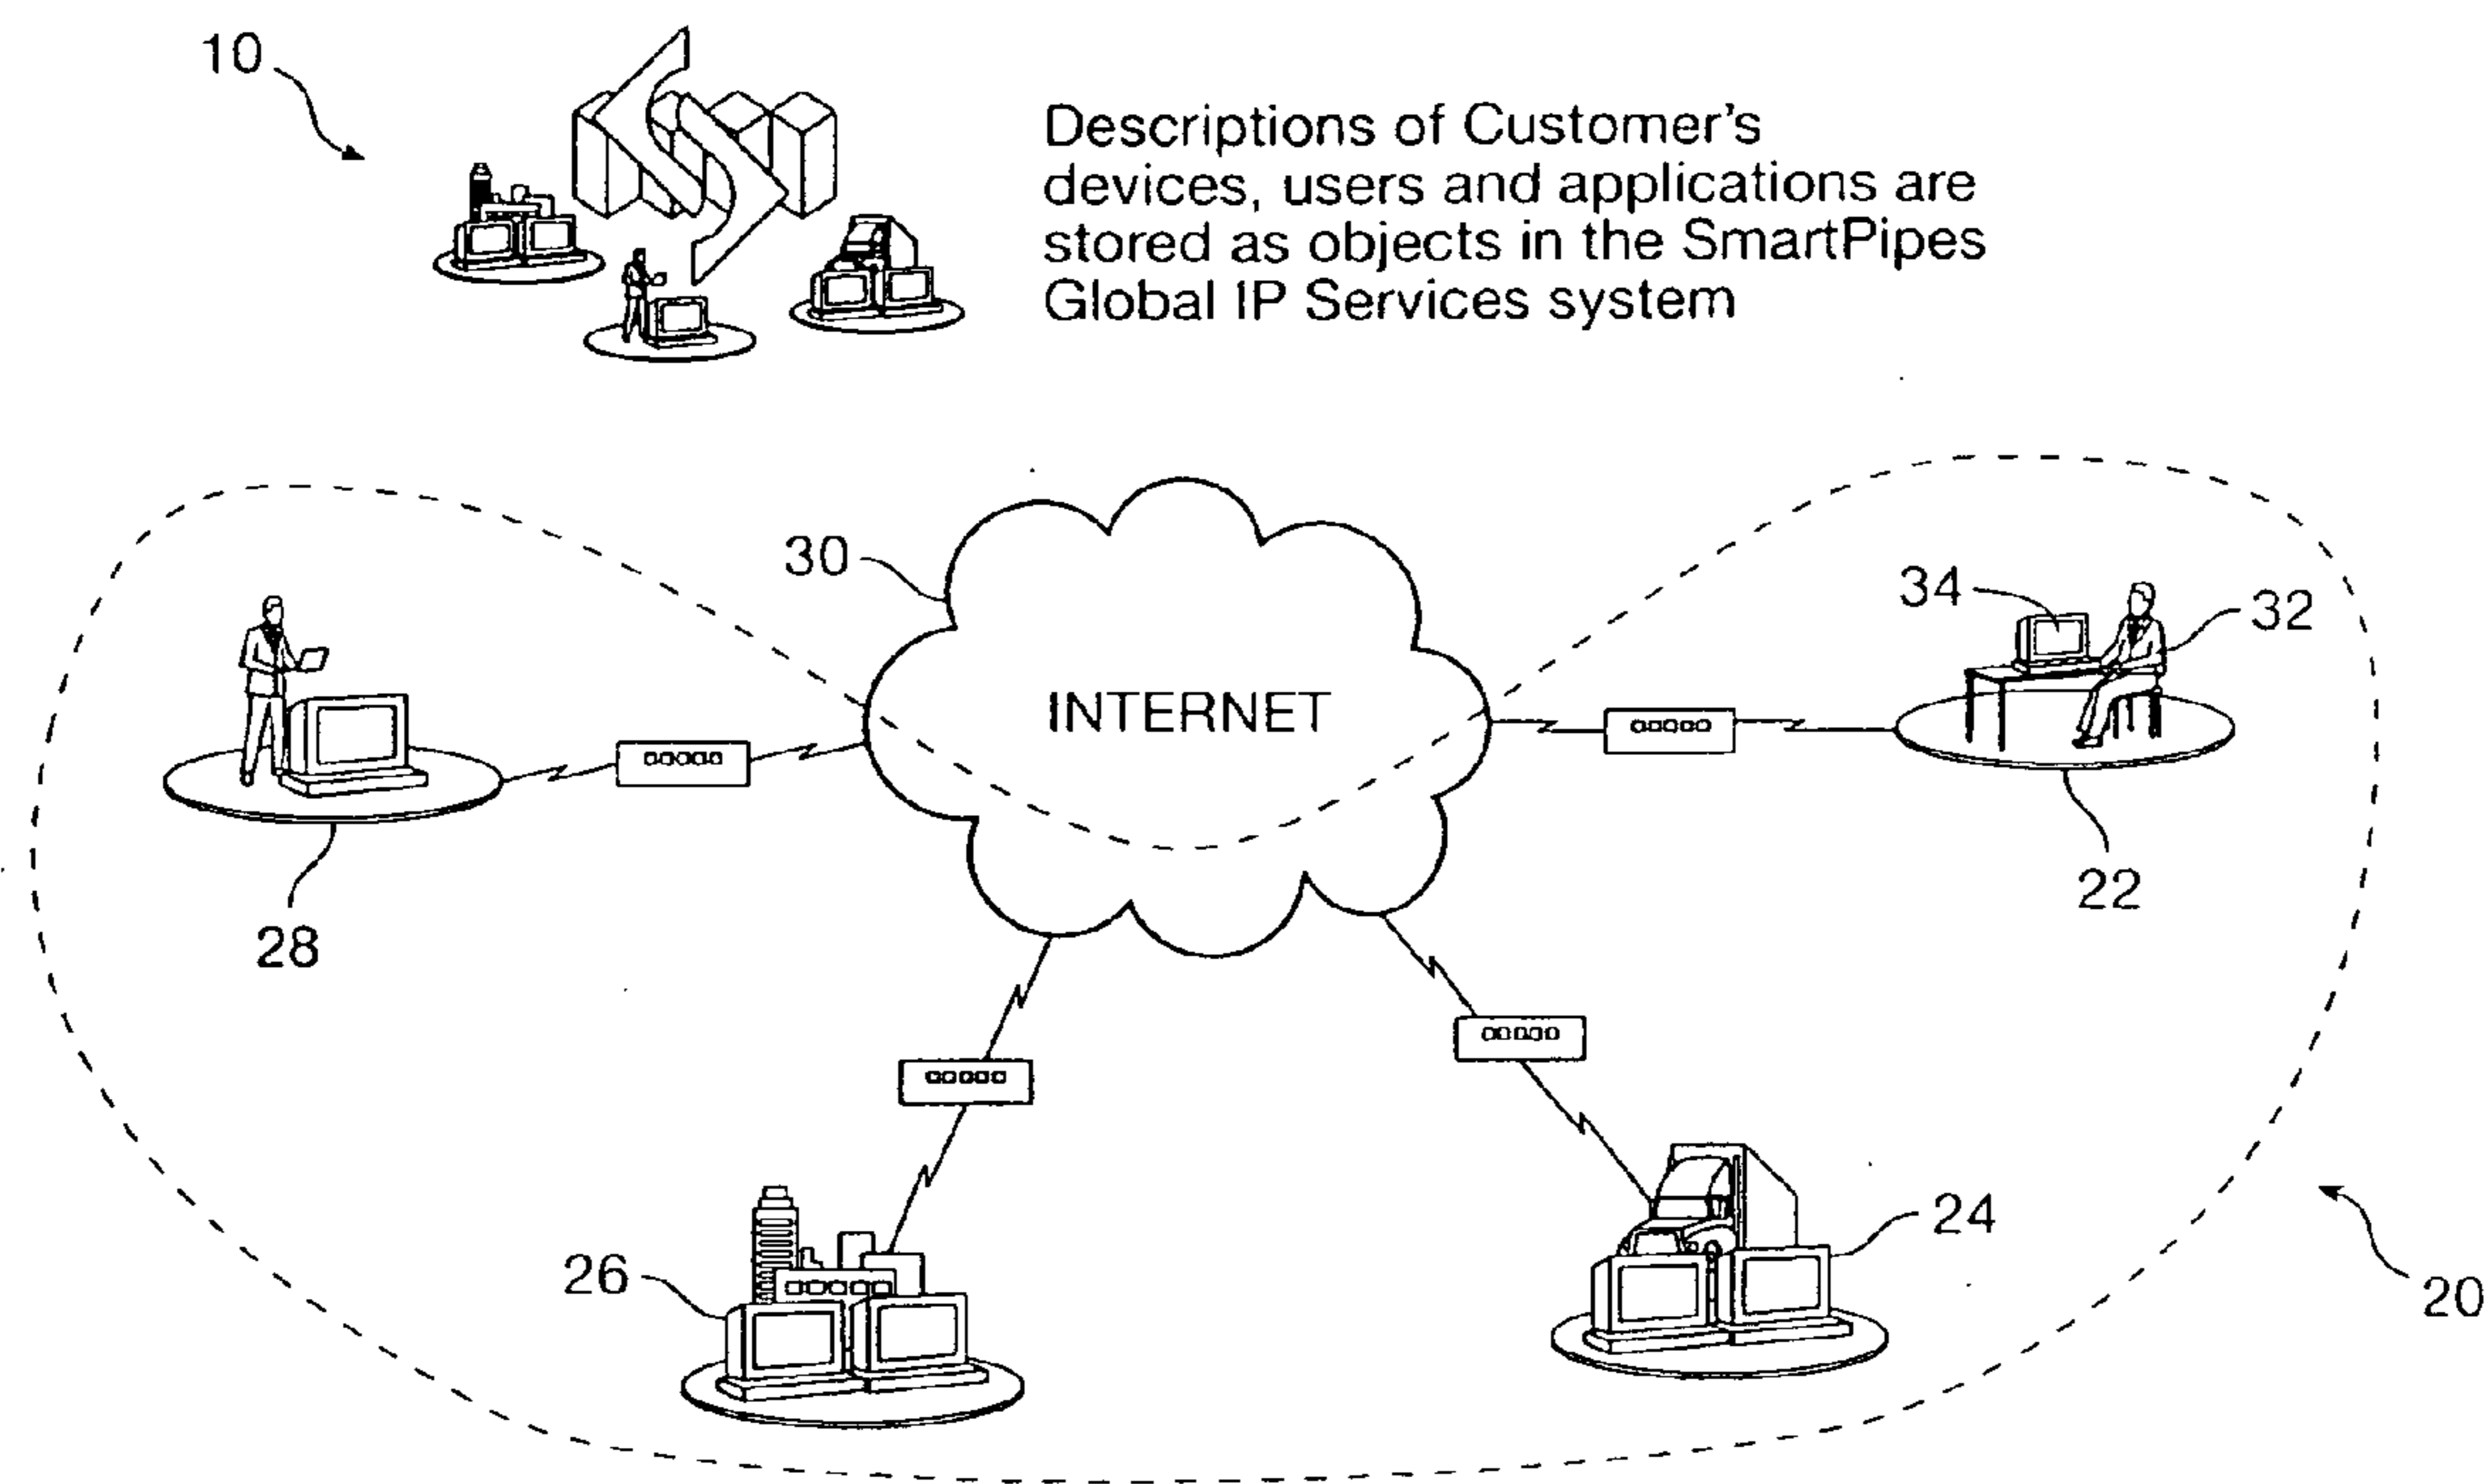 10
Descriptions of Customer's
devices, users and applications are
stored as objects in the SmartPipes
Global IP Services system
30
INTERNET
34
32
22
28
26
24
20